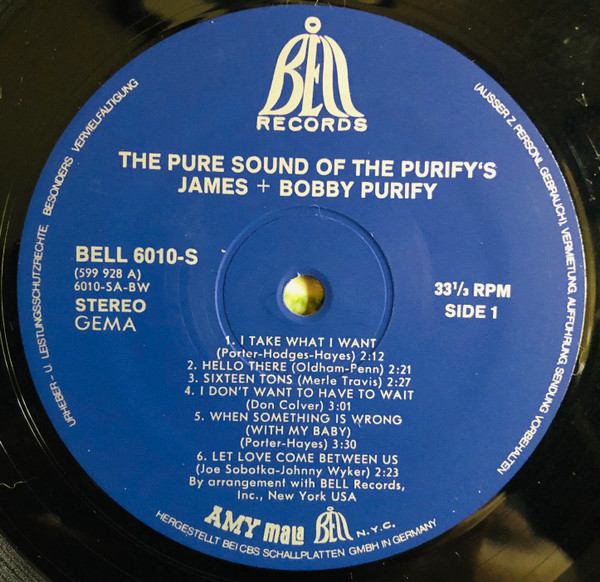 BELL
RECORDS
THE PURE SOUND OF THE PURIFY'S
JAMES + BOBBY PURIFY
BELL 6010-S
(599 928 A)
6010-SA-BW
STEREO
GEMA
33 1/3 RPM
SIDE 1
1. I TAKE WHAT I WANT
(Porter-Hodges-Hayes) 2:12
2. HELLO THERE (Oldham-Penn) 2:21
3. SIXTEEN TONS (Merle Travis) 2:27
4. I DON'T WANT TO HAVE TO WAIT
(Don Colver) 3:01
5. WHEN SOMETHING IS WRONG
(WITH MY BABY)
(Porter-Hayes) 3:30
6. LET LOVE COME BETWEEN US
(Joe Sobotka-Johnny Wyker) 2:23
By arrangement with BELL Records,
Inc., New York USA
AMY mala BELL N.Y.C.
URHEBER- U LEISTUNGSSCHUTZRECHTE BESONDERS VERVIELFÄLTIGUNG
(AUSSER Z. PERSÖNL.GEBRAUCH), VERMIETUNG, AUFFÜHRUNG, SENDUNG VORBEHALTEN
HERGESTELLT BEI CBS SCHALLPLATTEN GMBH IN GERMANY